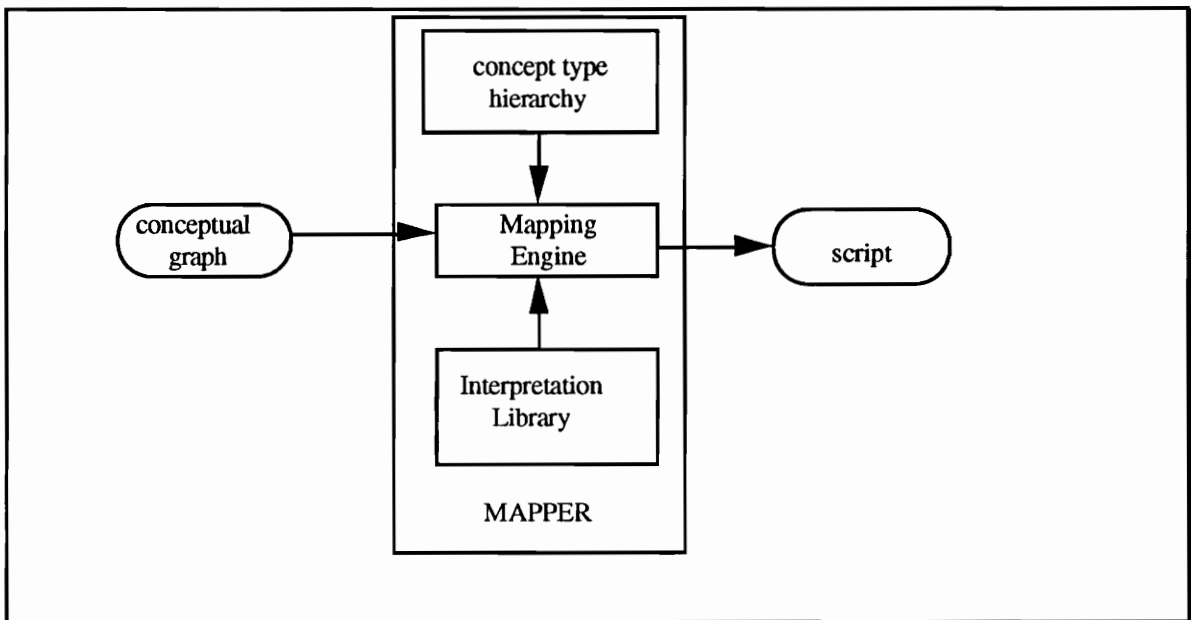 concept type
hierarchy
conceptual
graph
Mapping
Engine
script
Interpretation
Library
MAPPER